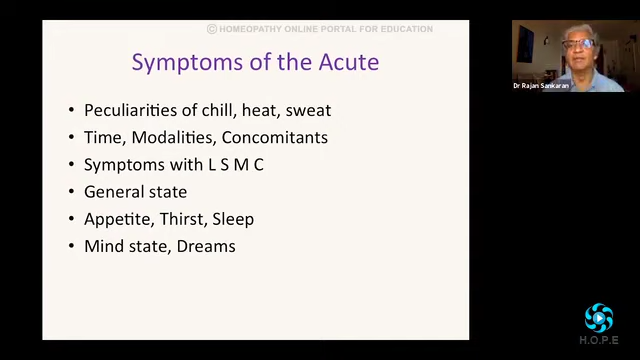 © HOMEOPATHY ONLINE PORTAL FOR EDUCATION
Symptoms of the Acute
• Peculiarities of chill, heat, sweat
• Time, Modalities, Concomitants
• Symptoms with L S M C
• General state
• Appetite, Thirst, Sleep
• Mind state, Dreams
Dr Rajan Sankaran
H.O.P.E